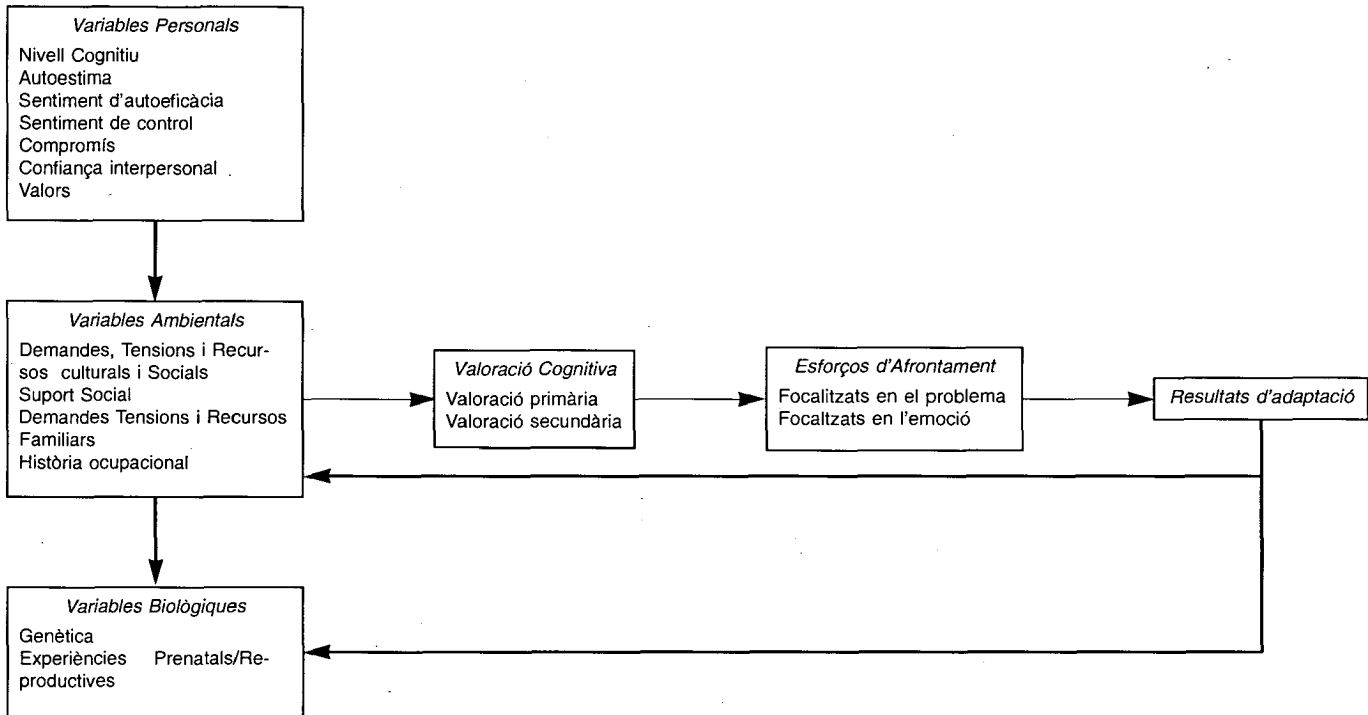 Variables Personals
Nivell Cognitiu
Autoestima
Sentiment d'autoeficàcia
Sentiment de control
Compromís
Confiança interpersonal
Valors
Variables Ambientals
Demandes, Tensions i Recur-
sos culturals i Socials
Suport Social
Demandes Tensions i Recursos
Familiars
Història ocupacional
Valoració Cognitiva
Valoració primària
Valoració secundària
Esforços d'Afrontament
Focalitzats en el problema
Focaltzats en l'emoció
Resultats d'adaptació
Variables Biològiques
Genètica
Experiències Prenatals/Re-
productives